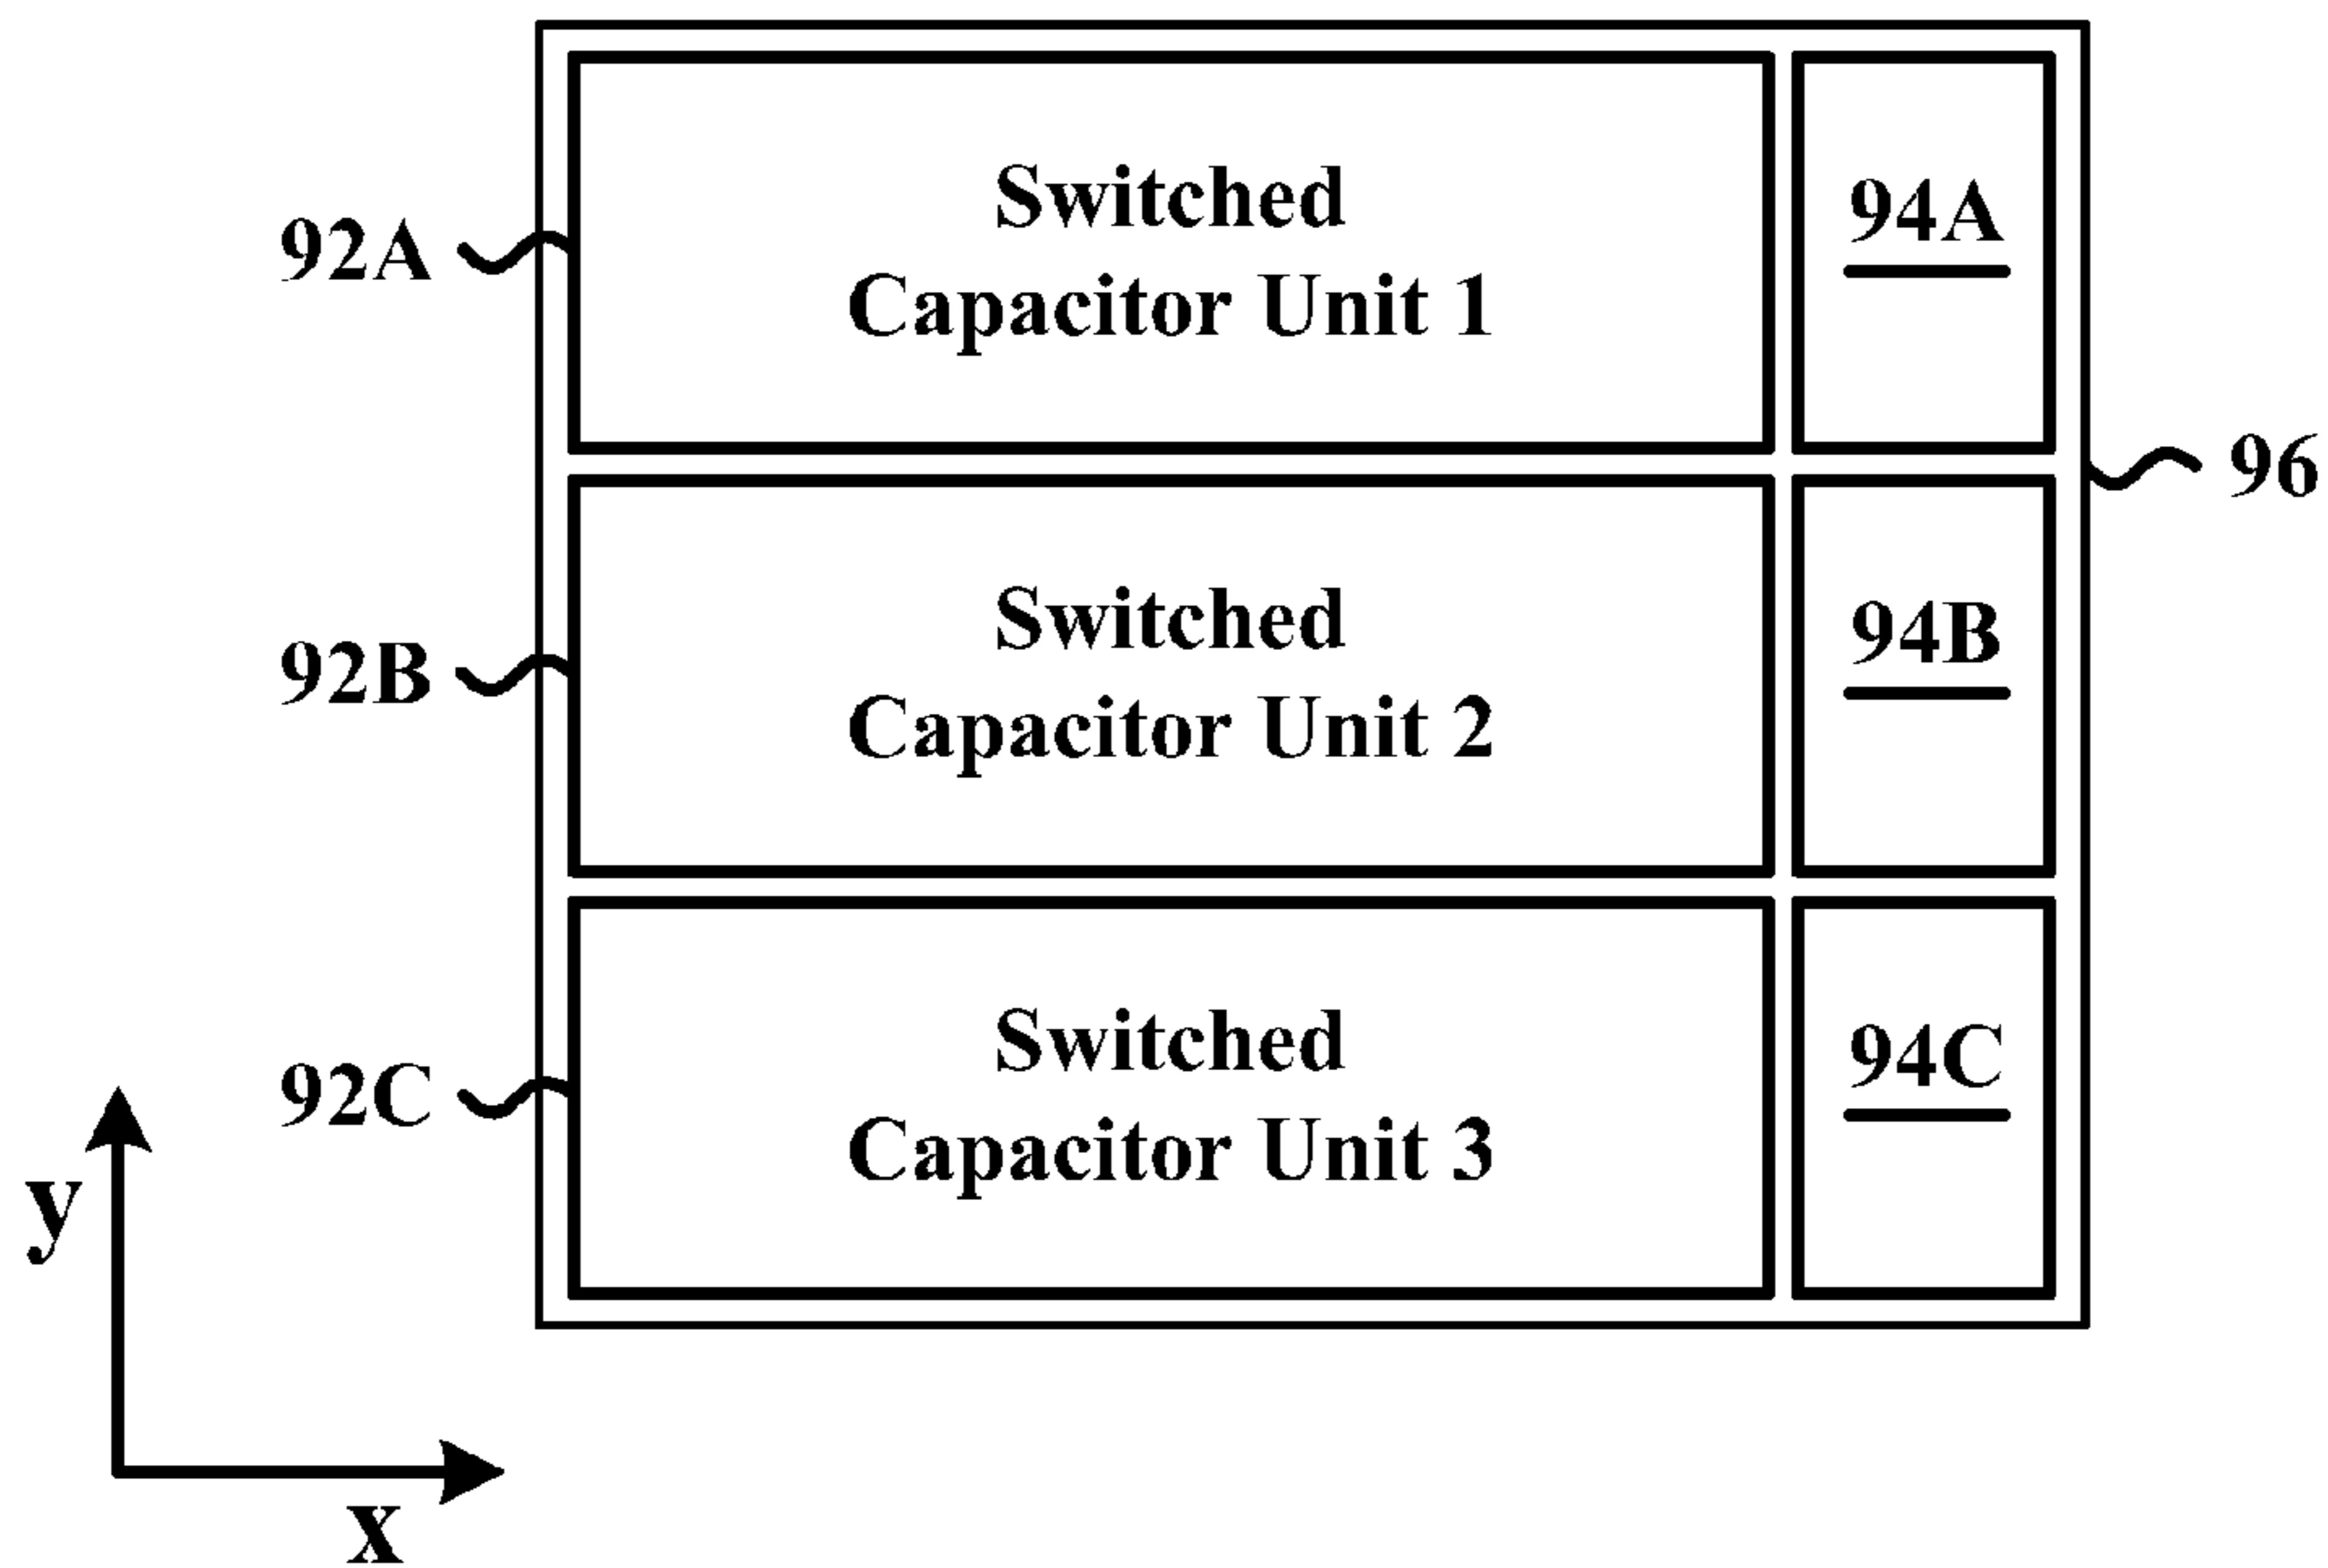 Switched
Capacitor Unit 1
92A
94A
96
Switched
Capacitor Unit 2
92B
94B
Switched
Capacitor Unit 3
92C
94C
y
x